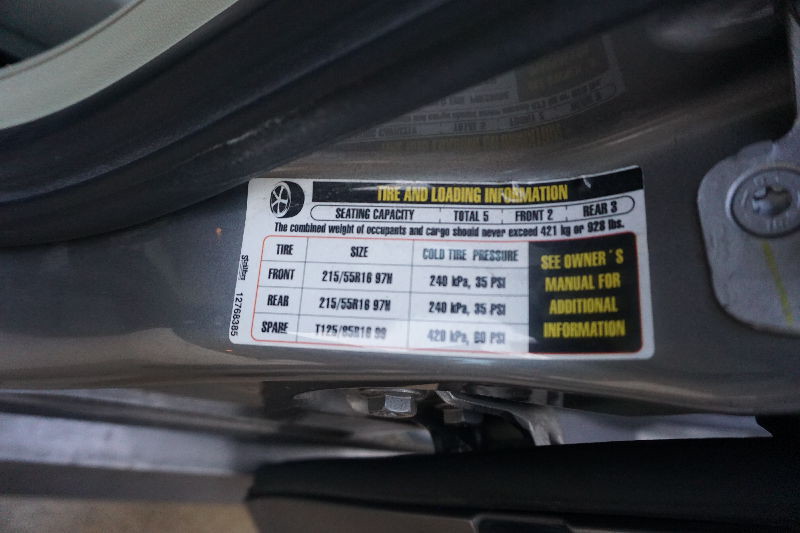 TIRE AND LOADING INFORMATION
SEATING CAPACITY TOTAL 5 FRONT 2 REAR 3
The combined weight of occupants and cargo should never exceed 421 kg or 928 lbs.
TIRE SIZE COLD TIRE PRESSURE
FRONT 215/55R16 97H 240 kPa, 35 PSI
REAR 215/55R16 97H 240 kPa, 35 PSI
SPARE T125/85R16 99 420 kPa, 60 PSI
SEE OWNER'S
MANUAL FOR
ADDITIONAL
INFORMATION
12768385